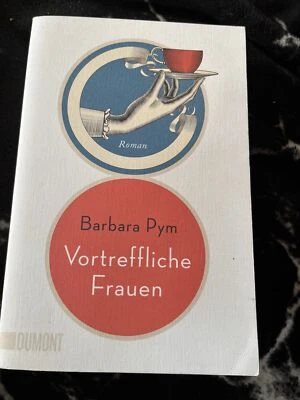 Roman
Barbara Pym
Vortreffliche
Frauen
DUMONT